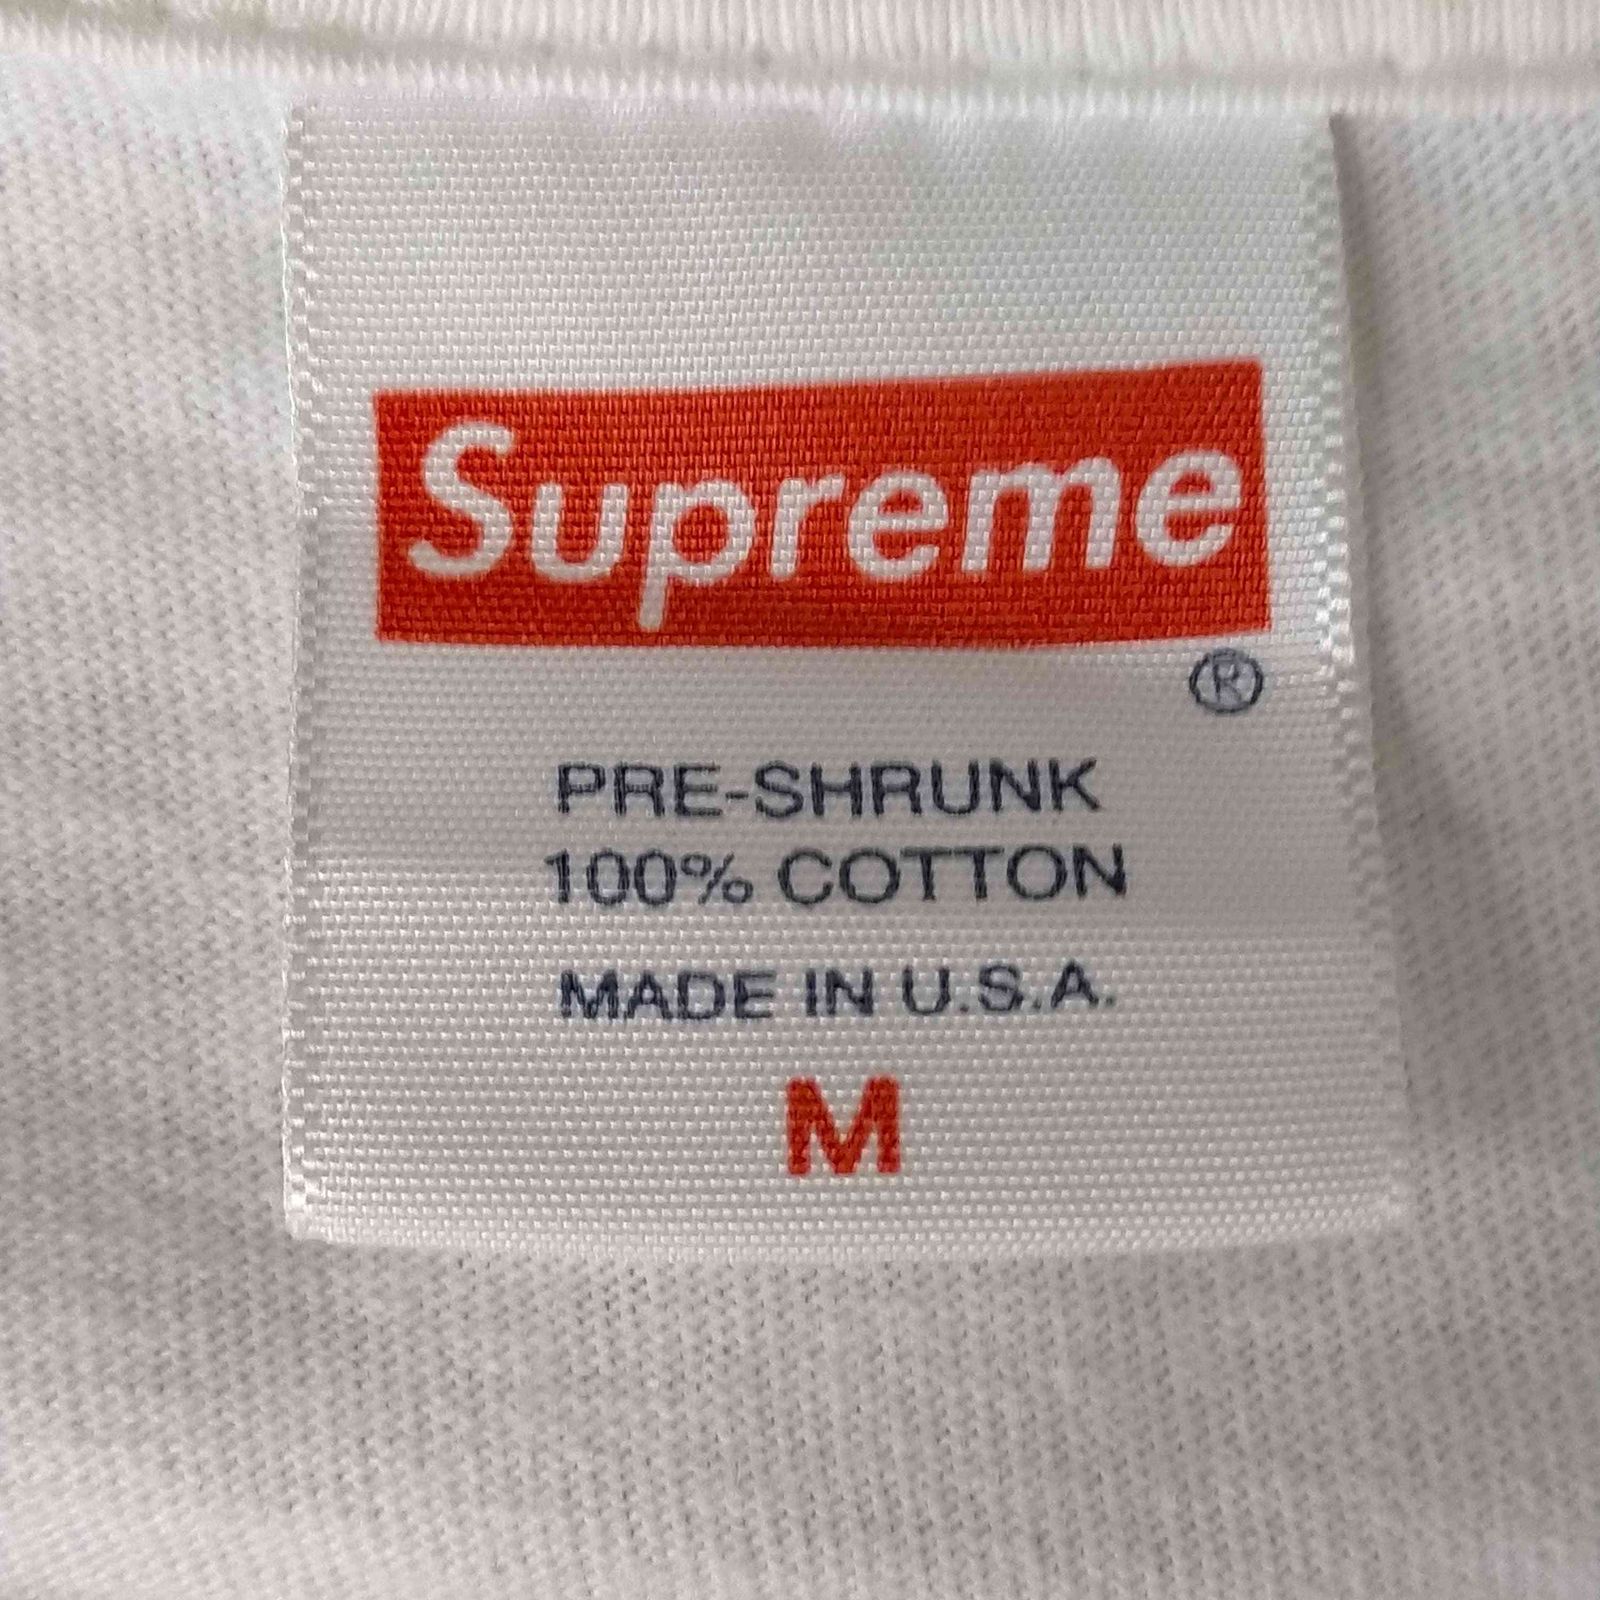 Supreme
®
PRE-SHRUNK
100% COTTON
MADE IN U.S.A.
M